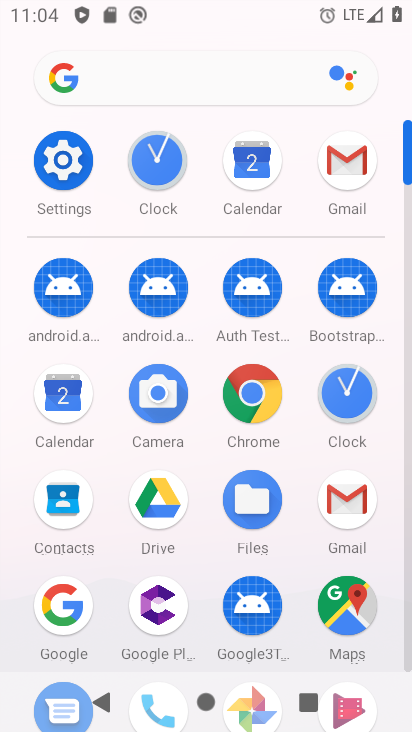 11:04 LTE
Settings Clock Calendar Gmail
android.a... android.a... Auth Test... Bootstrap...
Calendar Camera Chrome Clock
Contacts Drive Files Gmail
Google Google Pl... Google3T... Maps